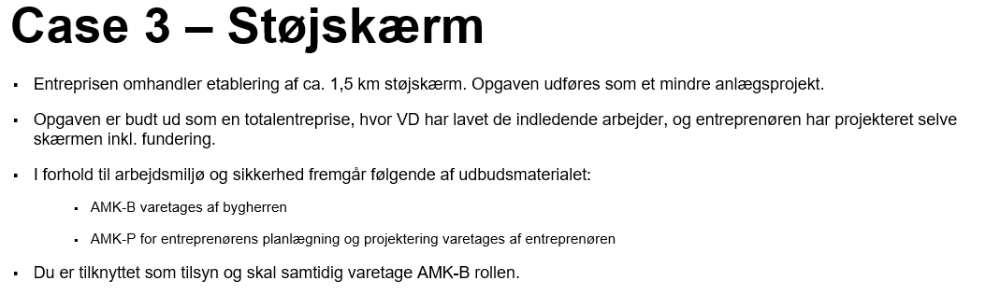 Case 3 – Støjskærm
▪ Entreprisen omhandler etablering af ca. 1,5 km støjskærm. Opgaven udføres som et mindre anlægsprojekt.
▪ Opgaven er budt ud som en totalentreprise, hvor VD har lavet de indledende arbejder, og entreprenøren har projekteret selve
skærmen inkl. fundering.
▪ I forhold til arbejdsmiljø og sikkerhed fremgår følgende af udbudsmaterialet:
▪ AMK-B varetages af bygherren
▪ AMK-P for entreprenørens planlægning og projektering varetages af entreprenøren
▪ Du er tilknyttet som tilsyn og skal samtidig varetage AMK-B rollen.